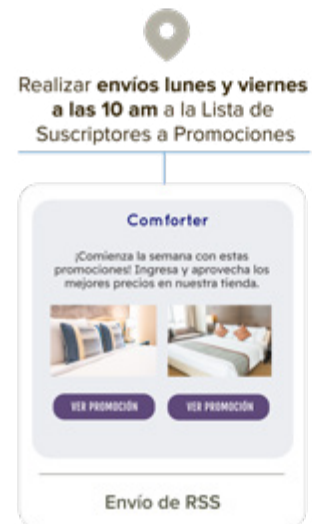 Realizar envíos lunes y viernes
a las 10 am a la Lista de
Suscriptores a Promociones
Comforter
¡Comienza la semana con estas
promociones! Ingresa y aprovecha los
mejores precios en nuestra tienda.
VER PROMOCIÓN VER PROMOCIÓN
Envío de RSS